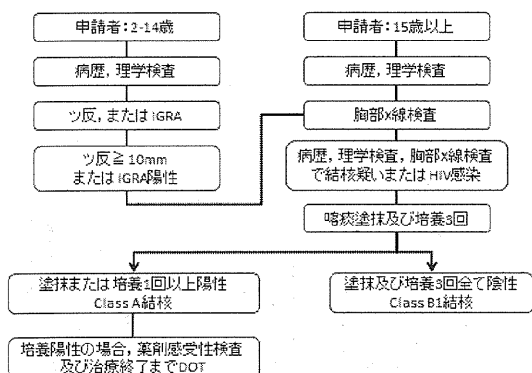 申請者：2-14歳
病歴，理学検査
ツ反，またはIGRA
ツ反≧10mm
またはIGRA陽性
申請者：15歳以上
病歴，理学検査
胸部X線検査
病歴，理学検査，胸部X線検査
で結核疑いまたはHIV感染
喀痰塗抹及び培養3回
塗抹または培養1回以上陽性
Class A結核
培養陽性の場合，薬剤感受性検査
及び治療終了までDOT
塗抹及び培養3回全て陰性
Class B1結核